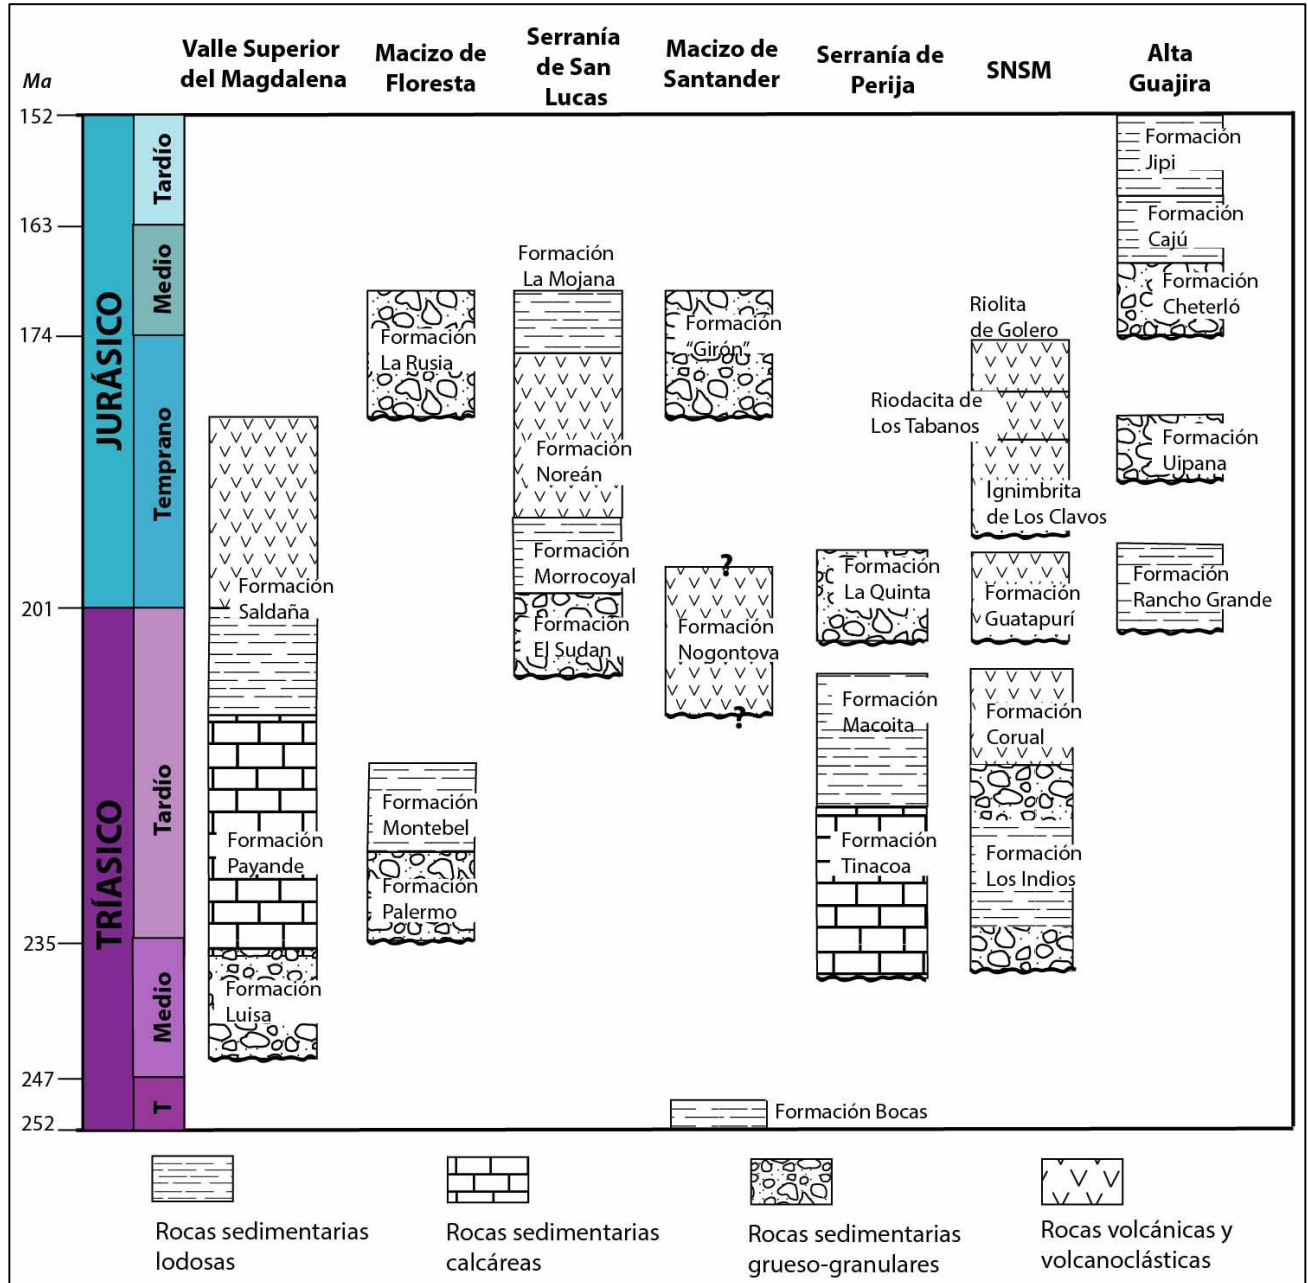 Ma
Valle Superior
del Magdalena
Macizo de
Floresta
Serranía
de San
Lucas
Macizo de
Santander
Serranía de
Perija
SNSM
Alta
Guajira
152
163
174
201
235
247
252
JURÁSICO
TRÍASICO
Tardío
Medio
Temprano
Tardío
Medio
T
Formación
Saldaña
Formación
Payande
Formación
Luisa
Formación
La Rusia
Formación
Montebel
Formación
Palermo
Formación
La Mojana
Formación
Noreán
Formación
Morrocoyal
Formación
El Sudan
Formación
“Girón”
?
Formación
Nogontova
?
Formación Bocas
Formación
La Quinta
Formación
Macoita
Formación
Tinacoa
Riolita
de Golero
Riodacita de
Los Tabanos
Ignimbrita
de Los Clavos
Formación
Guatapurí
Formación
Corual
Formación
Los Indios
Formación
Jipi
Formación
Cajú
Formación
Cheterló
Formación
Uipana
Formación
Rancho Grande
Rocas sedimentarias
lodosas
Rocas sedimentarias
calcáreas
Rocas sedimentarias
grueso-granulares
Rocas volcánicas y
volcanoclásticas